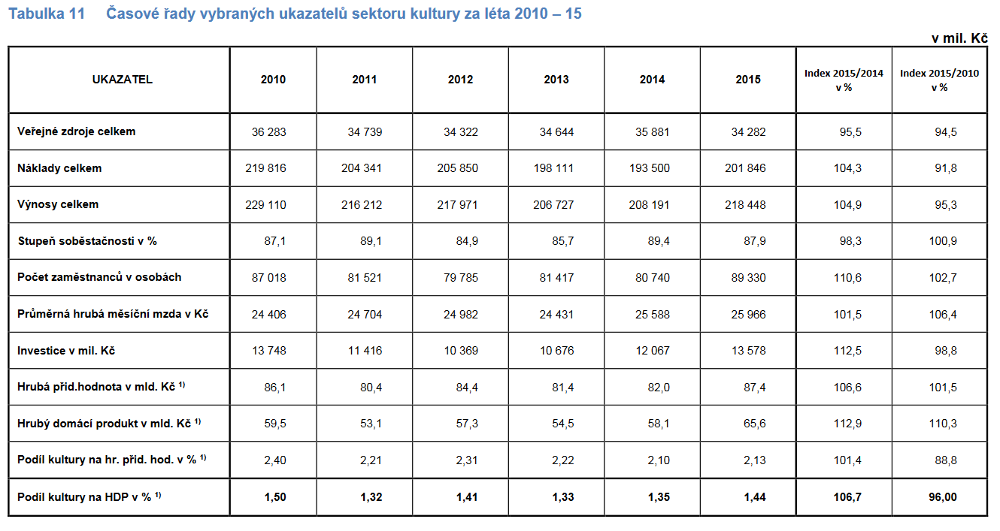 Tabulka 11 Časové řady vybraných ukazatelů sektoru kultury za léta 2010 – 15
v mil. Kč
UKAZATEL 2010 2011 2012 2013 2014 2015 Index 2015/2014 v % Index 2015/2010 v %
Veřejné zdroje celkem 36 283 34 739 34 322 34 644 35 881 34 282 95,5 94,5
Náklady celkem 219 816 204 341 205 850 198 111 193 500 201 846 104,3 91,8
Výnosy celkem 229 110 216 212 217 971 206 727 208 191 218 448 104,9 95,3
Stupeň soběstačnosti v % 87,1 89,1 84,9 85,7 89,4 87,9 98,3 100,9
Počet zaměstnanců v osobách 87 018 81 521 79 785 81 417 80 740 89 330 110,6 102,7
Průměrná hrubá měsíční mzda v Kč 24 406 24 704 24 982 24 431 25 588 25 966 101,5 106,4
Investice v mil. Kč 13 748 11 416 10 369 10 676 12 067 13 578 112,5 98,8
Hrubá přid.hodnota v mld. Kč 1) 86,1 80,4 84,4 81,4 82,0 87,4 106,6 101,5
Hrubý domácí produkt v mld. Kč 1) 59,5 53,1 57,3 54,5 58,1 65,6 112,9 110,3
Podíl kultury na hr. přid. hod. v % 1) 2,40 2,21 2,31 2,22 2,10 2,13 101,4 88,8
Podíl kultury na HDP v % 1) 1,50 1,32 1,41 1,33 1,35 1,44 106,7 96,00